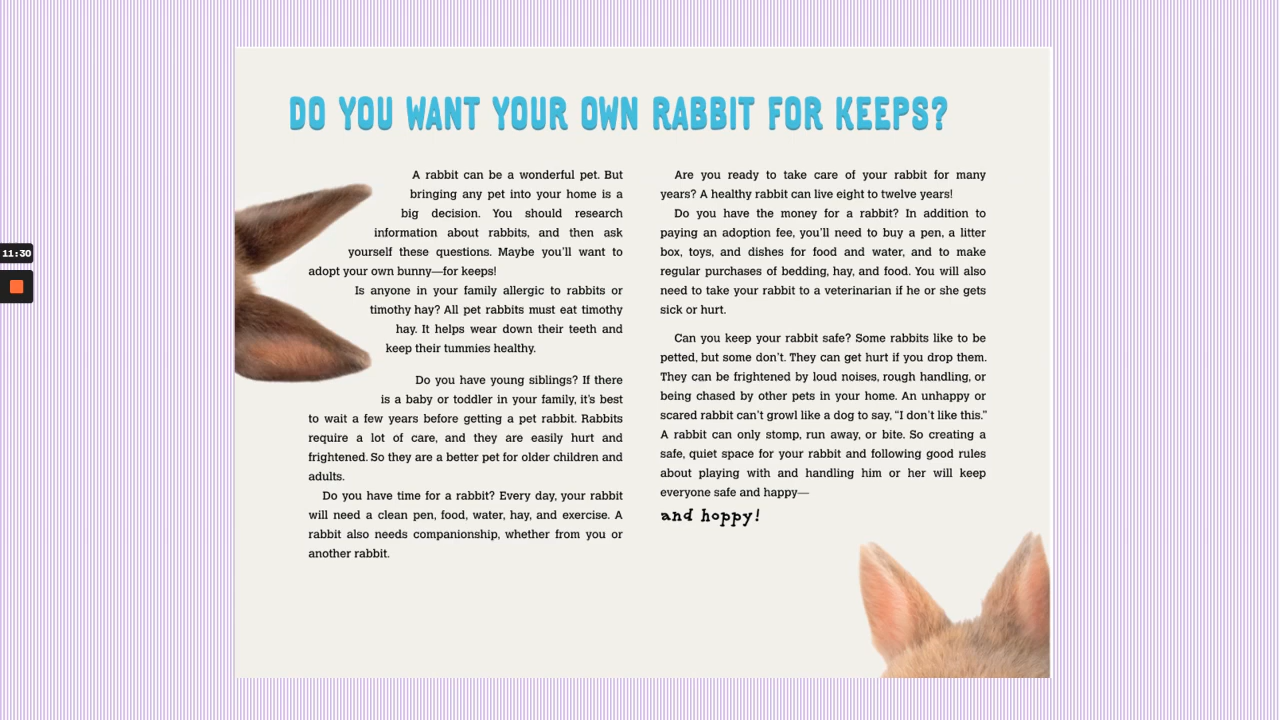 DO YOU WANT YOUR OWN RABBIT FOR KEEPS?
A rabbit can be a wonderful pet. But
bringing any pet into your home is a
big decision. You should research
information about rabbits, and then ask
yourself these questions. Maybe you’ll want to
adopt your own bunny—for keeps!
Is anyone in your family allergic to rabbits or
timothy hay? All pet rabbits must eat timothy
hay. It helps wear down their teeth and
keep their tummies healthy.
Do you have young siblings? If there
is a baby or toddler in your family, it’s best
to wait a few years before getting a pet rabbit. Rabbits
require a lot of care, and they are easily hurt and
frightened. So they are a better pet for older children and
adults.
Do you have time for a rabbit? Every day, your rabbit
will need a clean pen, food, water, hay, and exercise. A
rabbit also needs companionship, whether from you or
another rabbit.
Are you ready to take care of your rabbit for many
years? A healthy rabbit can live eight to twelve years!
Do you have the money for a rabbit? In addition to
paying an adoption fee, you’ll need to buy a pen, a litter
box, toys, and dishes for food and water, and to make
regular purchases of bedding, hay, and food. You will also
need to take your rabbit to a veterinarian if he or she gets
sick or hurt.
Can you keep your rabbit safe? Some rabbits like to be
petted, but some don’t. They can get hurt if you drop them.
They can be frightened by loud noises, rough handling, or
being chased by other pets in your home. An unhappy or
scared rabbit can’t growl like a dog to say, “I don’t like this.”
A rabbit can only stomp, run away, or bite. So creating a
safe, quiet space for your rabbit and following good rules
about playing with and handling him or her will keep
everyone safe and happy—
and hoppy!
11:30